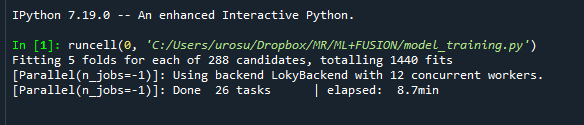 IPython 7.19.0 -- An enhanced Interactive Python.
In [1]: runcell(0, 'C:/Users/urosu/Dropbox/MR/ML+FUSION/model_training.py')
Fitting 5 folds for each of 288 candidates, totalling 1440 fits
[Parallel(n_jobs=-1)]: Using backend LokyBackend with 12 concurrent workers.
[Parallel(n_jobs=-1)]: Done  26 tasks      | elapsed:  8.7min